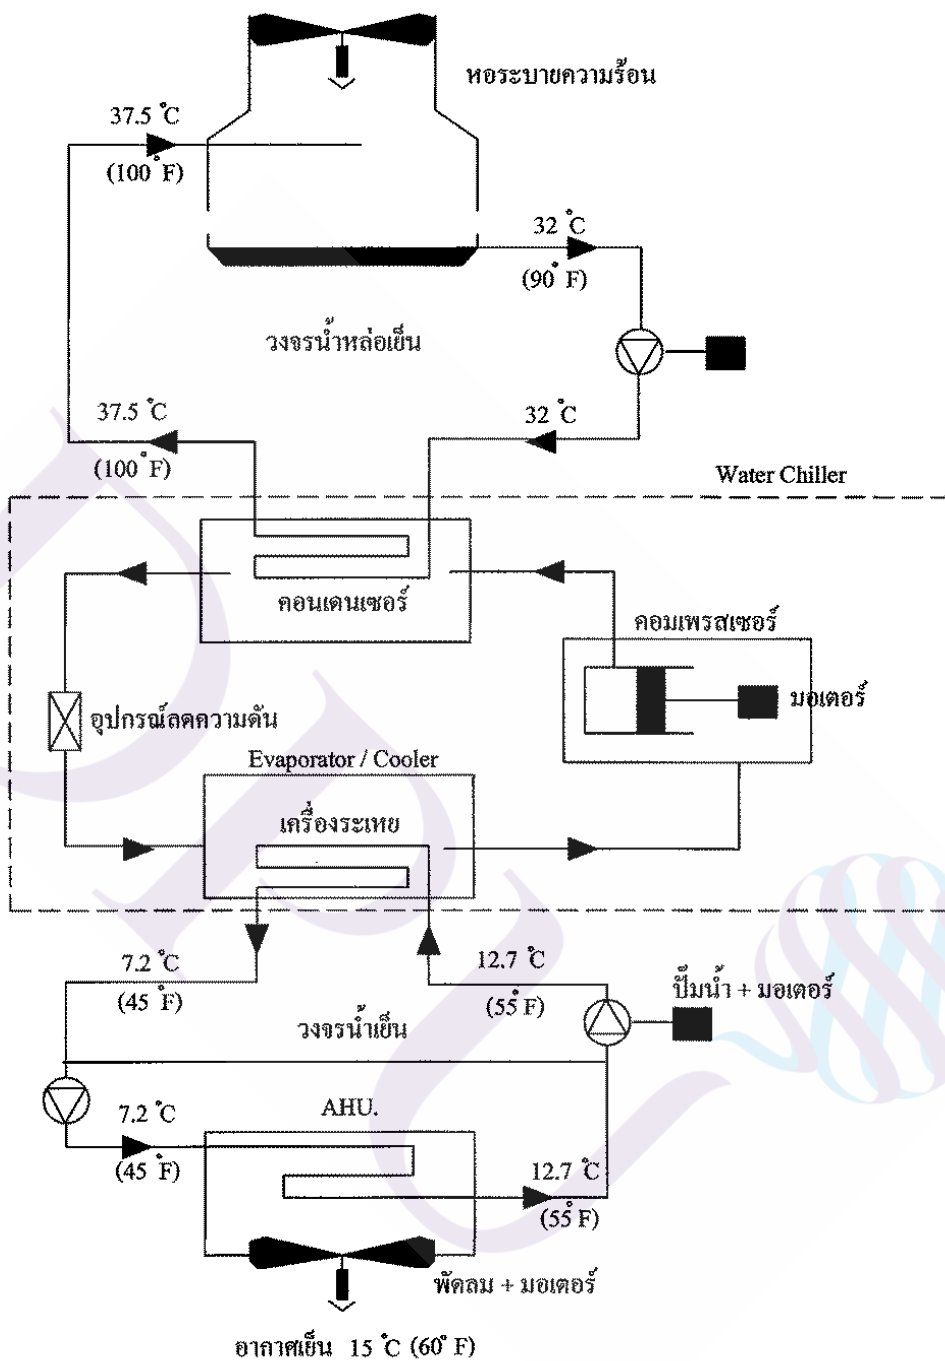 หอระบายความร้อน
37.5 °C
(100° F)
32 °C
(90° F)
วงจรน้ำหล่อเย็น
37.5 °C
(100° F)
32 °C
Water Chiller
คอนเดนเซอร์
คอมเพรสเซอร์
มอเตอร์
อุปกรณ์ลดความดัน
Evaporator / Cooler
เครื่องระเหย
7.2 °C
(45° F)
12.7 °C
(55° F)
ปั๊มน้ำ + มอเตอร์
วงจรน้ำเย็น
AHU.
7.2 °C
(45° F)
12.7 °C
(55° F)
พัดลม + มอเตอร์
อากาศเย็น 15 °C (60° F)